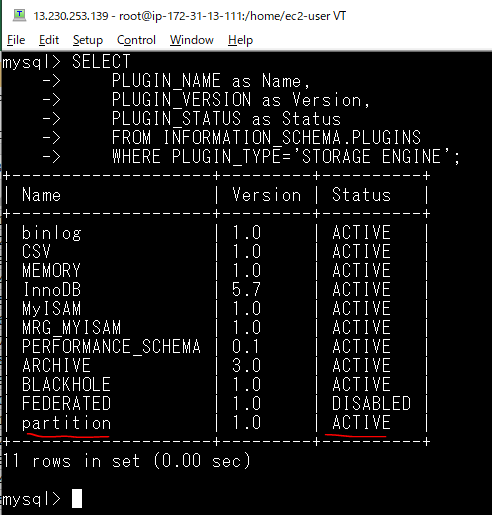 13.230.253.139 - root@ip-172-31-13-111:/home/ec2-user VT
File Edit Setup Control Window Help
mysql> SELECT
    ->     PLUGIN_NAME as Name,
    ->     PLUGIN_VERSION as Version,
    ->     PLUGIN_STATUS as Status
    ->     FROM INFORMATION_SCHEMA.PLUGINS
    ->     WHERE PLUGIN_TYPE='STORAGE ENGINE';
+--------------------+---------+----------+
| Name               | Version | Status   |
+--------------------+---------+----------+
| binlog             | 1.0     | ACTIVE   |
| CSV                | 1.0     | ACTIVE   |
| MEMORY             | 1.0     | ACTIVE   |
| InnoDB             | 5.7     | ACTIVE   |
| MyISAM             | 1.0     | ACTIVE   |
| MRG_MYISAM         | 1.0     | ACTIVE   |
| PERFORMANCE_SCHEMA | 0.1     | ACTIVE   |
| ARCHIVE            | 3.0     | ACTIVE   |
| BLACKHOLE          | 1.0     | ACTIVE   |
| FEDERATED          | 1.0     | DISABLED |
| partition          | 1.0     | ACTIVE   |
+--------------------+---------+----------+
11 rows in set (0.00 sec)
mysql>